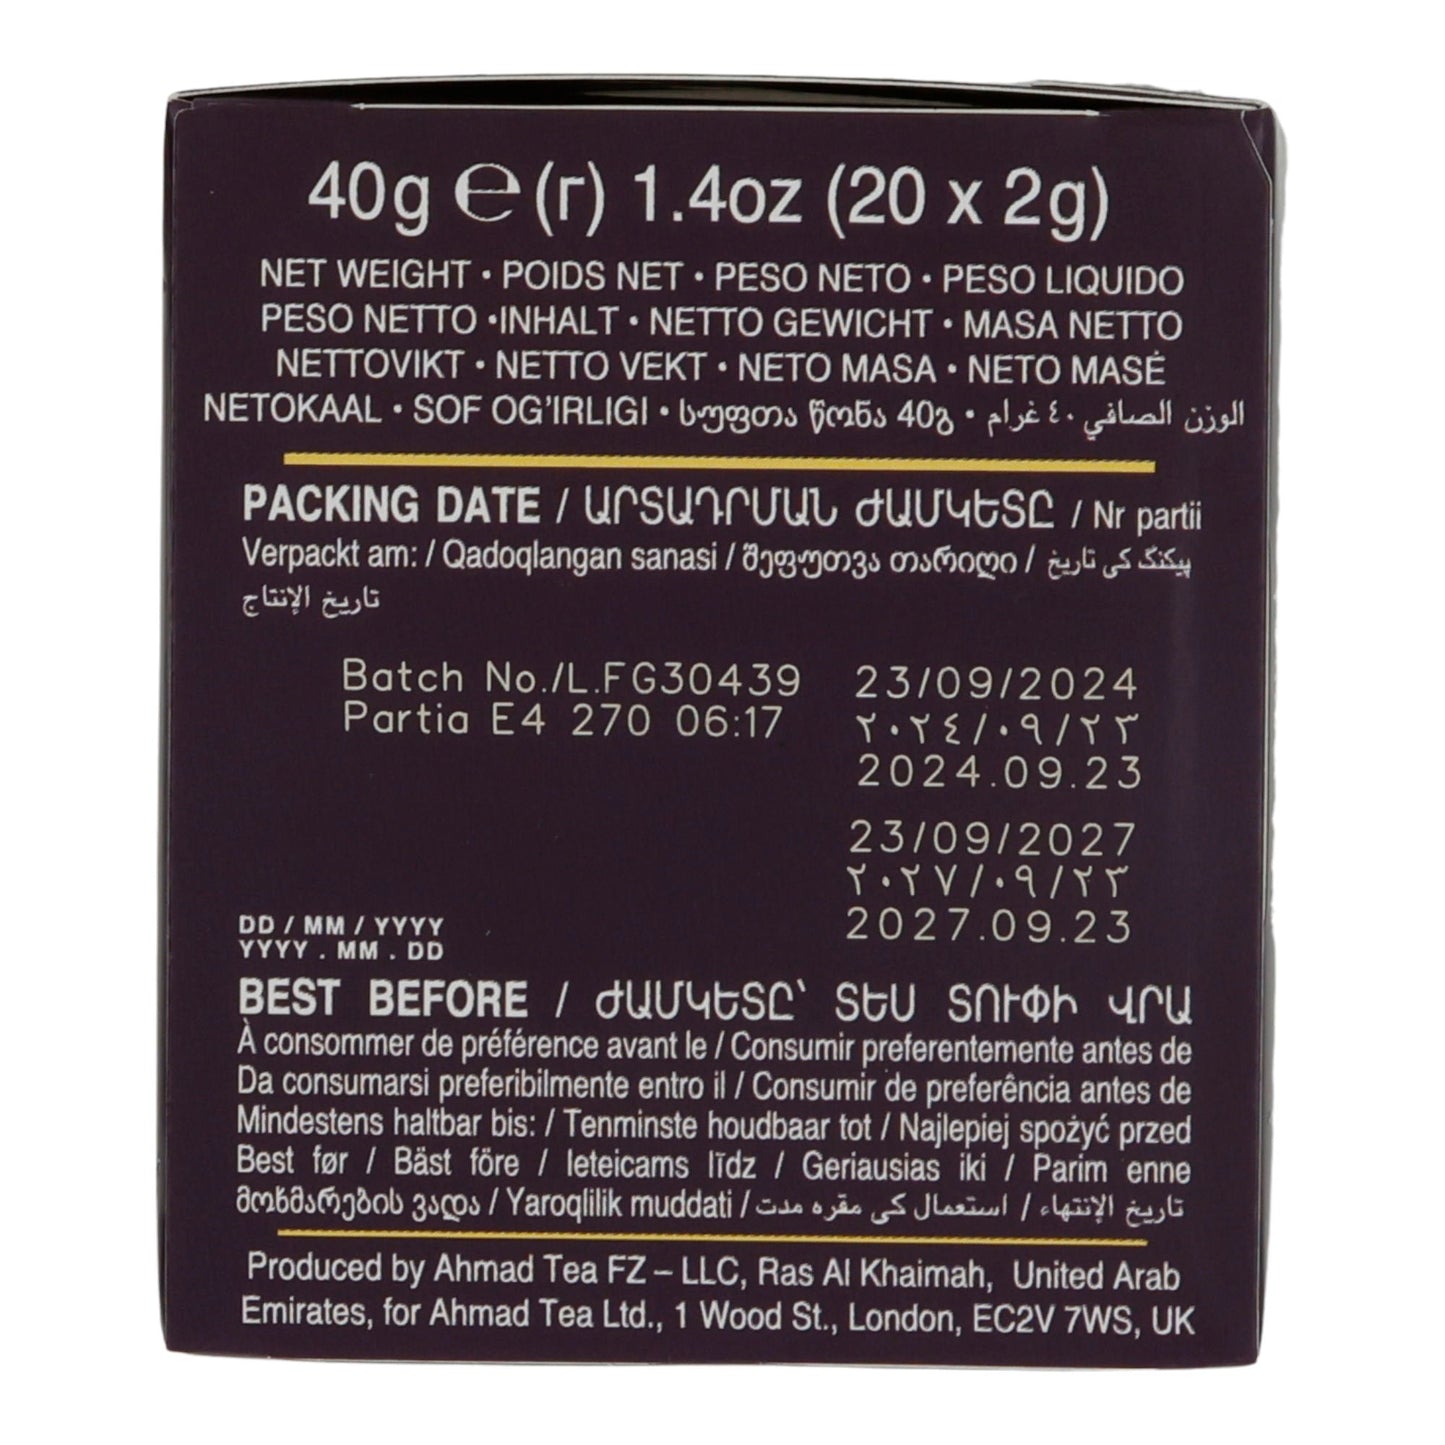 40g ℮ (г) 1.4oz (20 x 2g)
NET WEIGHT • POIDS NET • PESO NETO • PESO LIQUIDO
PESO NETTO •INHALT • NETTO GEWICHT • MASA NETTO
NETTOVIKT • NETTO VEKT • NETO MASA • NETO MASĖ
NETOKAAL • SOF OG'IRLIGI • სუფთა წონა 40გ • الوزن الصافي ٤٠ غرام
PACKING DATE / ԱՐՏԱԴՐՄԱՆ ԺԱՄԿԵՏԸ / Nr partii
Verpackt am: / Qadoqlangan sanasi / შეფუთვა თარიღი / پیکنگ کی تاریخ
تاريخ الإنتاج
Batch No./L.FG30439 23/09/2024
Partia E4 270 06:17 ٢٠٢٤/٠٩/٢٣
2024.09.23
23/09/2027
٢٠٢٧/٠٩/٢٣
DD / MM / YYYY 2027.09.23
YYYY . MM . DD
BEST BEFORE / ԺԱՄԿԵՏԸ՝ ՏԵՍ ՏՈՒՓԻ ՎՐԱ
À consommer de préférence avant le / Consumir preferentemente antes de
Da consumarsi preferibilmente entro il / Consumir de preferência antes de
Mindestens haltbar bis: / Tenminste houdbaar tot / Najlepiej spożyć przed
Best før / Bäst före / Ieteicams līdz / Geriausias iki / Parim enne
მოხმარების ვადა / Yaroqlilik muddati / استعمال کی مقرہ مدت / تاريخ الإنتهاء
Produced by Ahmad Tea FZ – LLC, Ras Al Khaimah, United Arab
Emirates, for Ahmad Tea Ltd., 1 Wood St., London, EC2V 7WS, UK